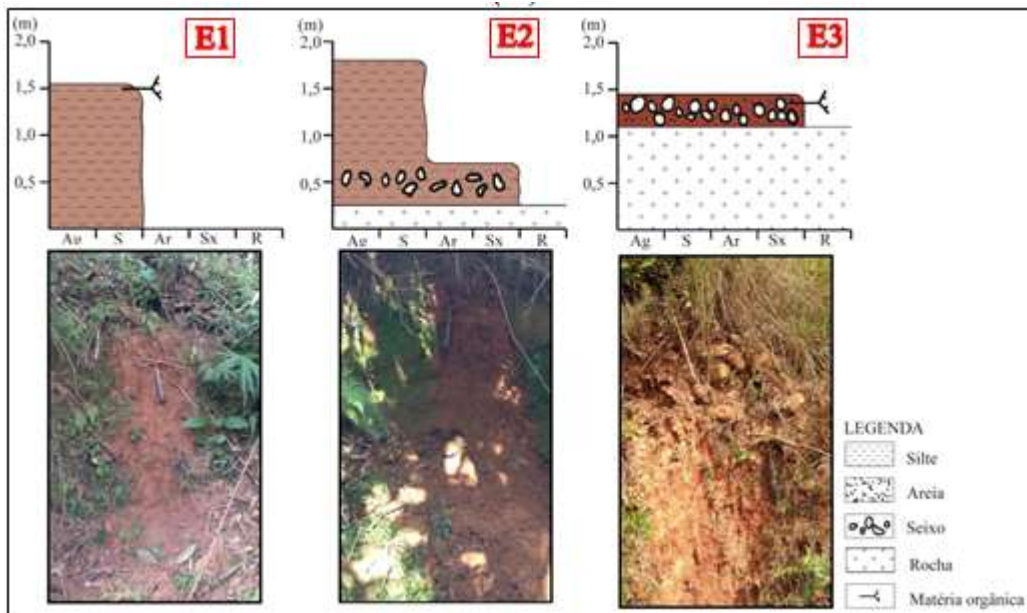 (m)
2,0
1,5
1,0
0,5
Ag S Ar Sx R
E1
(m)
2,0
1,5
1,0
0,5
Ag S Ar Sx R
E2
(m)
2,0
1,5
1,0
0,5
Ag S Ar Sx R
E3
LEGENDA
Silte
Areia
Seixo
Rocha
Matéria orgânica